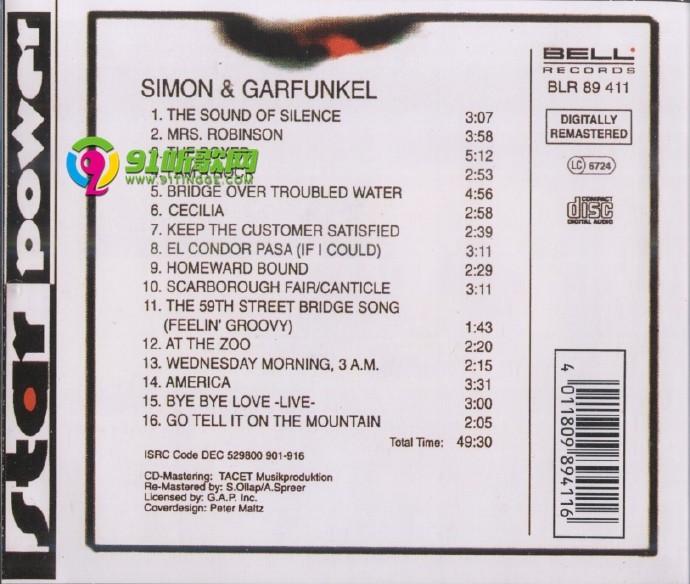 star power
BELL
RECORDS
BLR 89 411
SIMON & GARFUNKEL
1. THE SOUND OF SILENCE 3:07
2. MRS. ROBINSON 3:58
3. THE BOXER 5:12
2:53
5. BRIDGE OVER TROUBLED WATER 4:56
6. CECILIA 2:58
7. KEEP THE CUSTOMER SATISFIED 2:39
8. EL CONDOR PASA (IF I COULD) 3:11
9. HOMEWARD BOUND 2:29
10. SCARBOROUGH FAIR/CANTICLE 3:11
11. THE 59TH STREET BRIDGE SONG
(FEELIN' GROOVY) 1:43
12. AT THE ZOO 2:20
13. WEDNESDAY MORNING, 3 A.M. 2:15
14. AMERICA 3:31
15. BYE BYE LOVE -LIVE- 3:00
16. GO TELL IT ON THE MOUNTAIN 2:05
Total Time: 49:30
ISRC Code DEC 529800 901-916
CD-Mastering: TACET Musikproduktion
Re-Mastered by: S.Ollap/A.Spreer
Licensed by: G.A.P. Inc.
Coverdesign: Peter Maltz
DIGITALLY
REMASTERED
LC 6724
COMPACT
disc
DIGITAL AUDIO
4 011809 894116
91听歌网
WWW.91TINGGE.COM